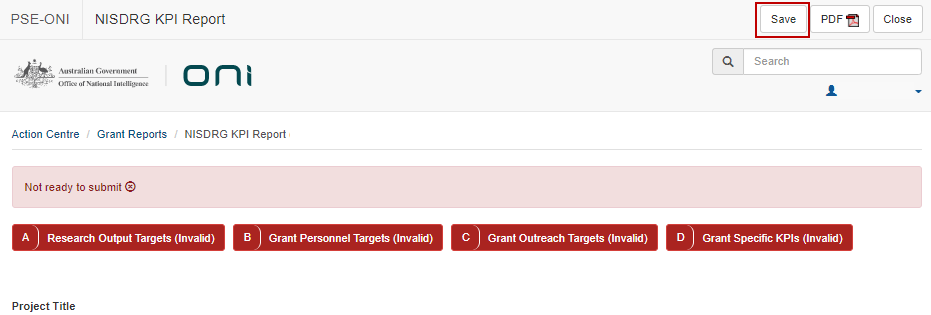 PSE-ONI NISDRG KPI Report Save PDF Close
Australian Government
Office of National Intelligence
oni
Search
Action Centre / Grant Reports / NISDRG KPI Report
Not ready to submit
A Research Output Targets (Invalid) B Grant Personnel Targets (Invalid) C Grant Outreach Targets (Invalid) D Grant Specific KPIs (Invalid)
Project Title